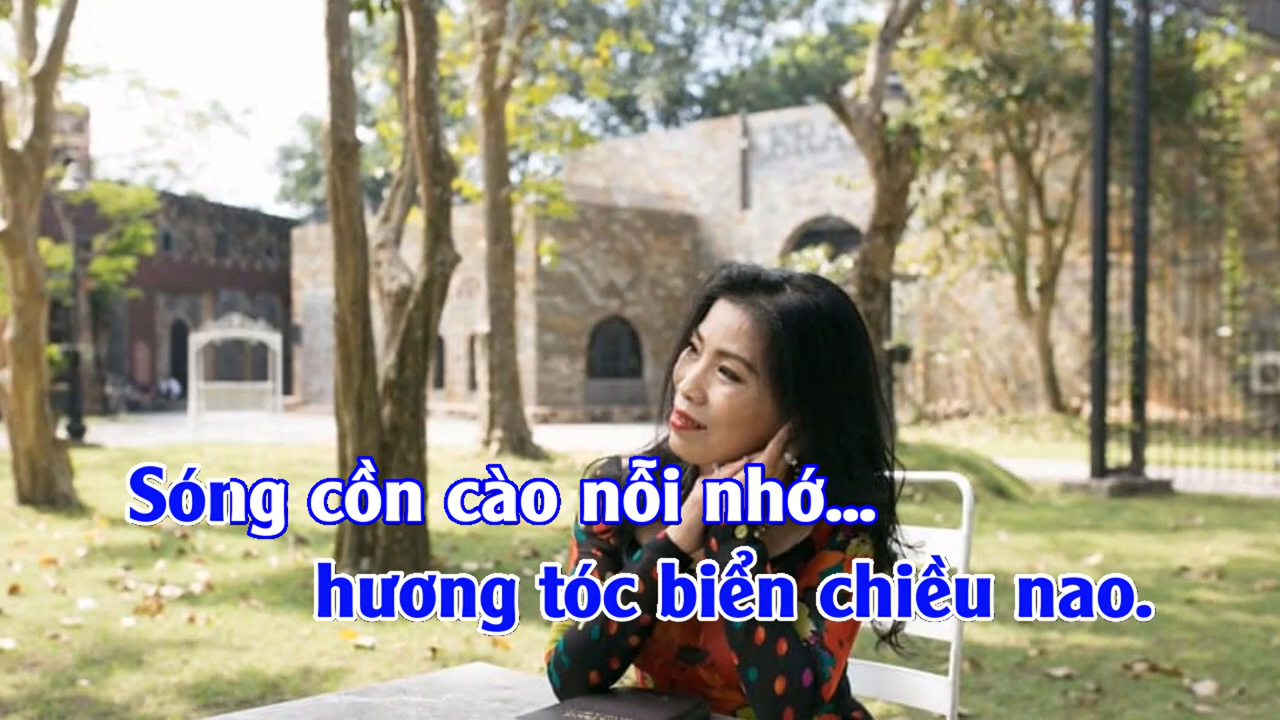 Sóng cồn cào nỗi nhớ...
hương tóc biển chiều nao.